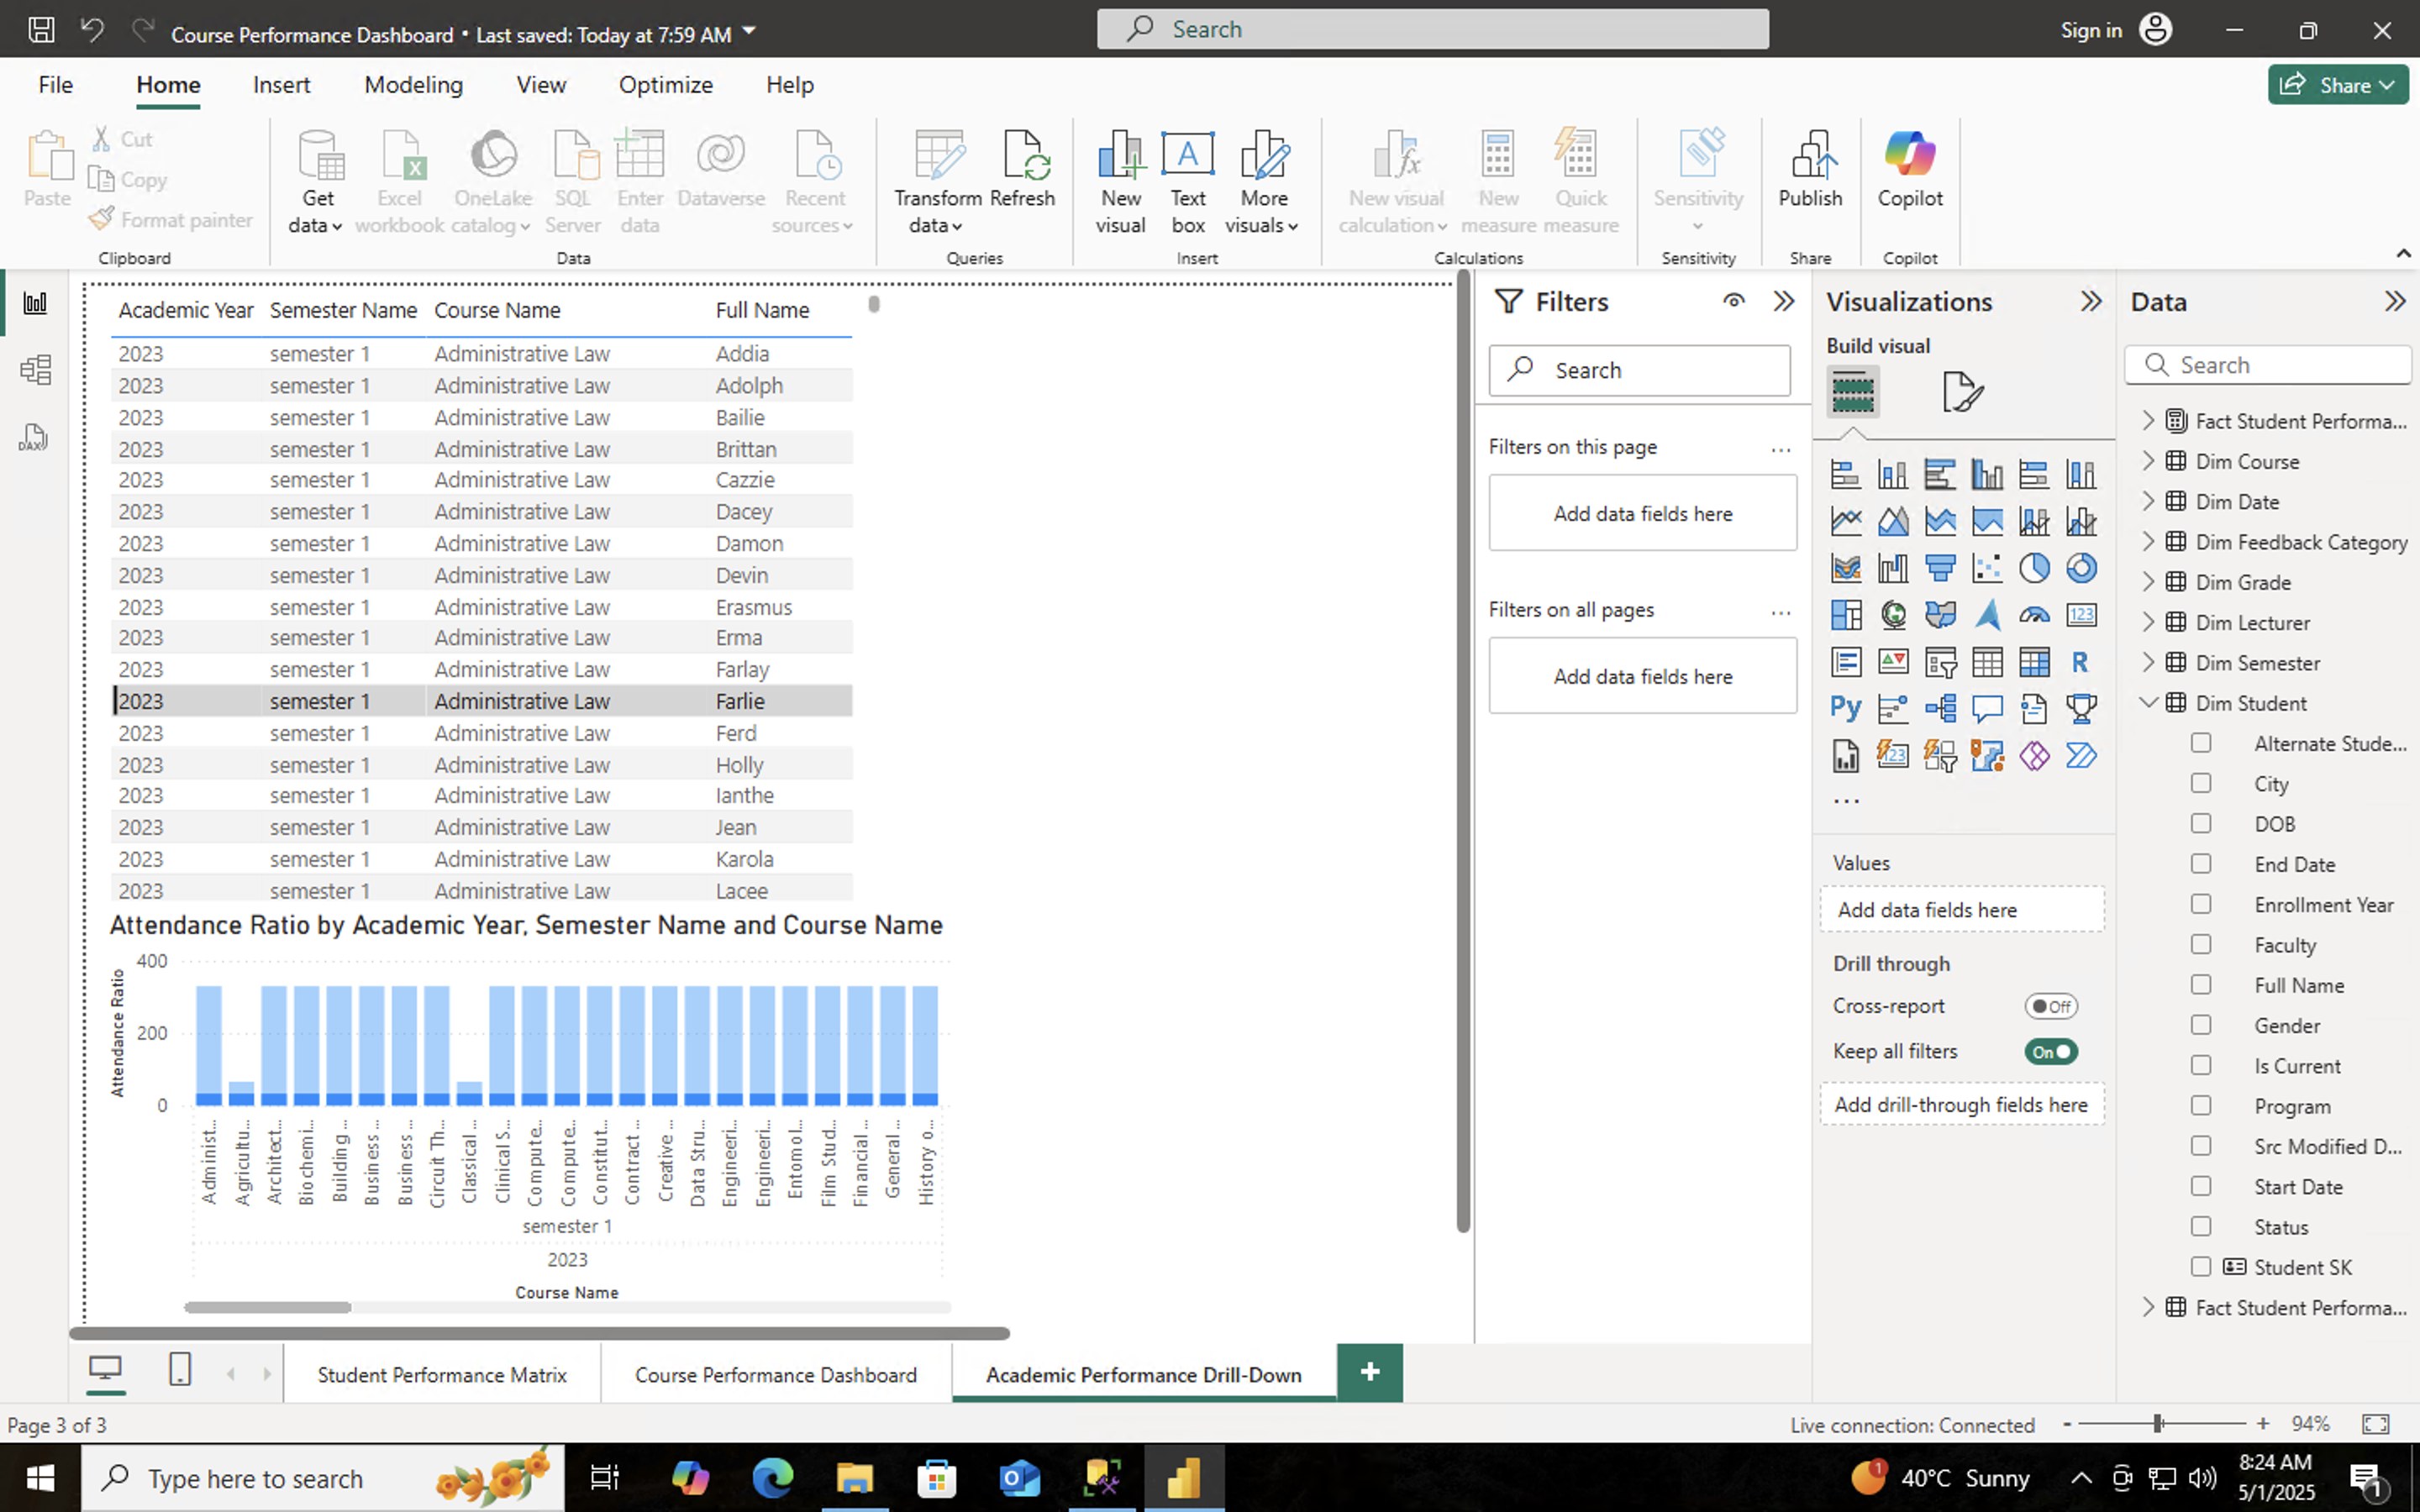 Course Performance Dashboard • Last saved: Today at 7:59 AM
Search
Sign in
File Home Insert Modeling View Optimize Help
Share
Paste
Cut
Copy
Format painter
Clipboard
Get data
Excel workbook
OneLake catalog
SQL Server
Enter data
Dataverse
Recent sources
Data
Transform data
Refresh
Queries
New visual
Text box
More visuals
Insert
New visual calculation
New measure
Quick measure
Calculations
Sensitivity
Sensitivity
Publish
Share
Copilot
Copilot
DAX
Academic Year Semester Name Course Name Full Name
2023 semester 1 Administrative Law Addia
2023 semester 1 Administrative Law Adolph
2023 semester 1 Administrative Law Bailie
2023 semester 1 Administrative Law Brittan
2023 semester 1 Administrative Law Cazzie
2023 semester 1 Administrative Law Dacey
2023 semester 1 Administrative Law Damon
2023 semester 1 Administrative Law Devin
2023 semester 1 Administrative Law Erasmus
2023 semester 1 Administrative Law Erma
2023 semester 1 Administrative Law Farlay
2023 semester 1 Administrative Law Farlie
2023 semester 1 Administrative Law Ferd
2023 semester 1 Administrative Law Holly
2023 semester 1 Administrative Law Ianthe
2023 semester 1 Administrative Law Jean
2023 semester 1 Administrative Law Karola
2023 semester 1 Administrative Law Lacee
Attendance Ratio by Academic Year, Semester Name and Course Name
Attendance Ratio
400
200
0
Administ...
Agricultu...
Architect...
Biochemi...
Building ...
Business ...
Business ...
Circuit Th...
Classical ...
Clinical S...
Compute...
Compute...
Constitut...
Contract ...
Creative ...
Data Stru...
Engineeri...
Engineeri...
Entomol...
Film Stud...
Financial ...
General ...
History o...
semester 1
2023
Course Name
Filters
Search
Filters on this page ...
Add data fields here
Filters on all pages ...
Add data fields here
Visualizations
Build visual
123
R
Py
123
...
Values
Add data fields here
Drill through
Cross-report Off
Keep all filters On
Add drill-through fields here
Data
Search
Fact Student Performa...
Dim Course
Dim Date
Dim Feedback Category
Dim Grade
Dim Lecturer
Dim Semester
Dim Student
Alternate Stude...
City
DOB
End Date
Enrollment Year
Faculty
Full Name
Gender
Is Current
Program
Src Modified D...
Start Date
Status
Student SK
Fact Student Performa...
Student Performance Matrix
Course Performance Dashboard
Academic Performance Drill-Down
+
Page 3 of 3
Live connection: Connected - + 94%
Type here to search
1
40°C Sunny
8:24 AM
5/1/2025
1